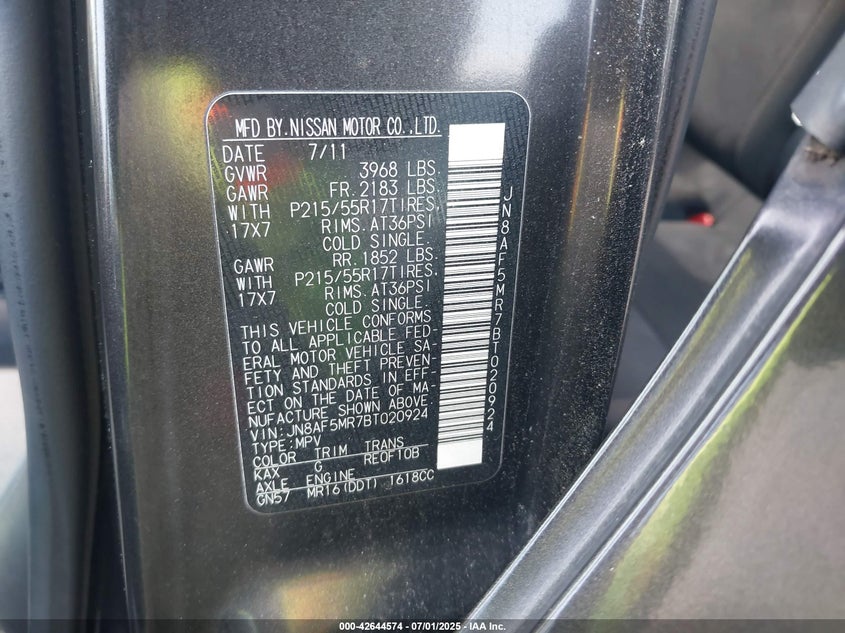 MFD BY.NISSAN MOTOR CO.,LTD.
DATE 7/11
GVWR 3968 LBS.
GAWR FR. 2183 LBS.
WITH P215/55R17TIRES.
17X7 RIMS. AT36PSI
COLD SINGLE.
GAWR RR. 1852 LBS.
WITH P215/55R17TIRES.
17X7 RIMS. AT36PSI
COLD SINGLE.
THIS VEHICLE CONFORMS
TO ALL APPLICABLE FED-
ERAL MOTOR VEHICLE SA-
FETY AND THEFT PREVEN-
TION STANDARDS IN EFF-
ECT ON THE DATE OF MA-
NUFACTURE SHOWN ABOVE.
VIN: JN8AF5MR7BT020924
TYPE:MPV
COLOR TRIM TRANS
KAX G RE0F10B
AXLE ENGINE
GN57 MR16(DDT) 1618CC
JN8AF5MR7BT020924
000-42644574 / 07/01/2025 - IAA Inc.